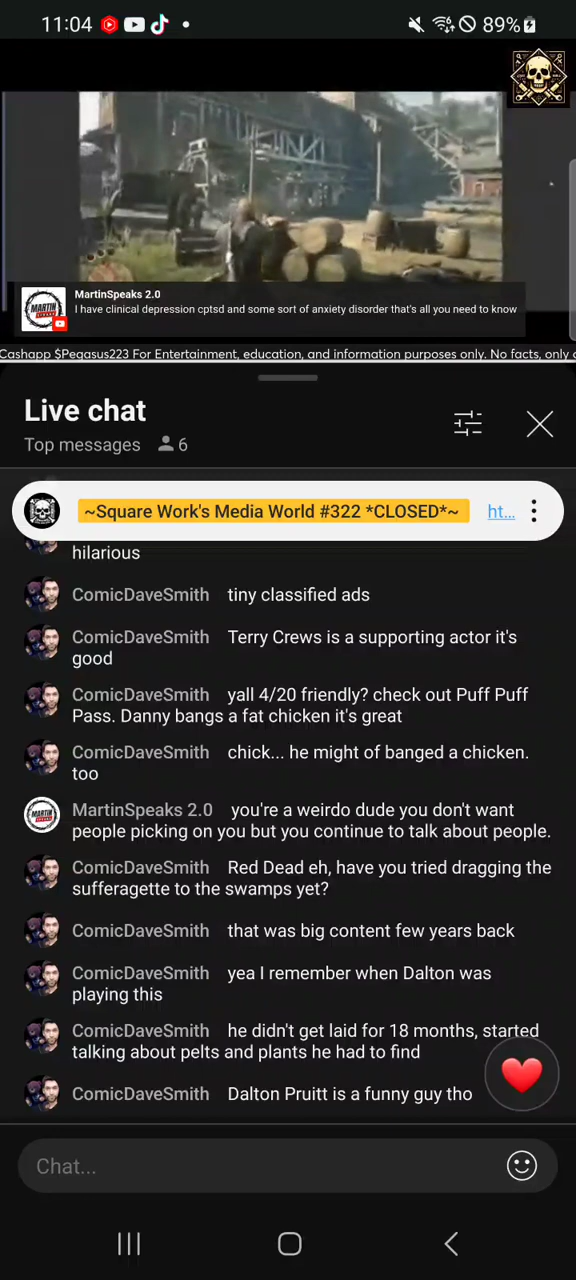 11:04
89%
MartinSpeaks 2.0
I have clinical depression cptsd and some sort of anxiety disorder that's all you need to know
MARTIN
Cashapp $Pegasus223 For Entertainment, education, and information purposes only. No facts, only
Live chat
Top messages 6
~Square Work's Media World #322 *CLOSED*~ ht...
hilarious
ComicDaveSmith tiny classified ads
ComicDaveSmith Terry Crews is a supporting actor it's
good
ComicDaveSmith yall 4/20 friendly? check out Puff Puff
Pass. Danny bangs a fat chicken it's great
ComicDaveSmith chick... he might of banged a chicken.
too
MARTIN
MartinSpeaks 2.0 you're a weirdo dude you don't want
people picking on you but you continue to talk about people.
ComicDaveSmith Red Dead eh, have you tried dragging the
sufferagette to the swamps yet?
ComicDaveSmith that was big content few years back
ComicDaveSmith yea I remember when Dalton was
playing this
ComicDaveSmith he didn't get laid for 18 months, started
talking about pelts and plants he had to find
ComicDaveSmith Dalton Pruitt is a funny guy tho
Chat...